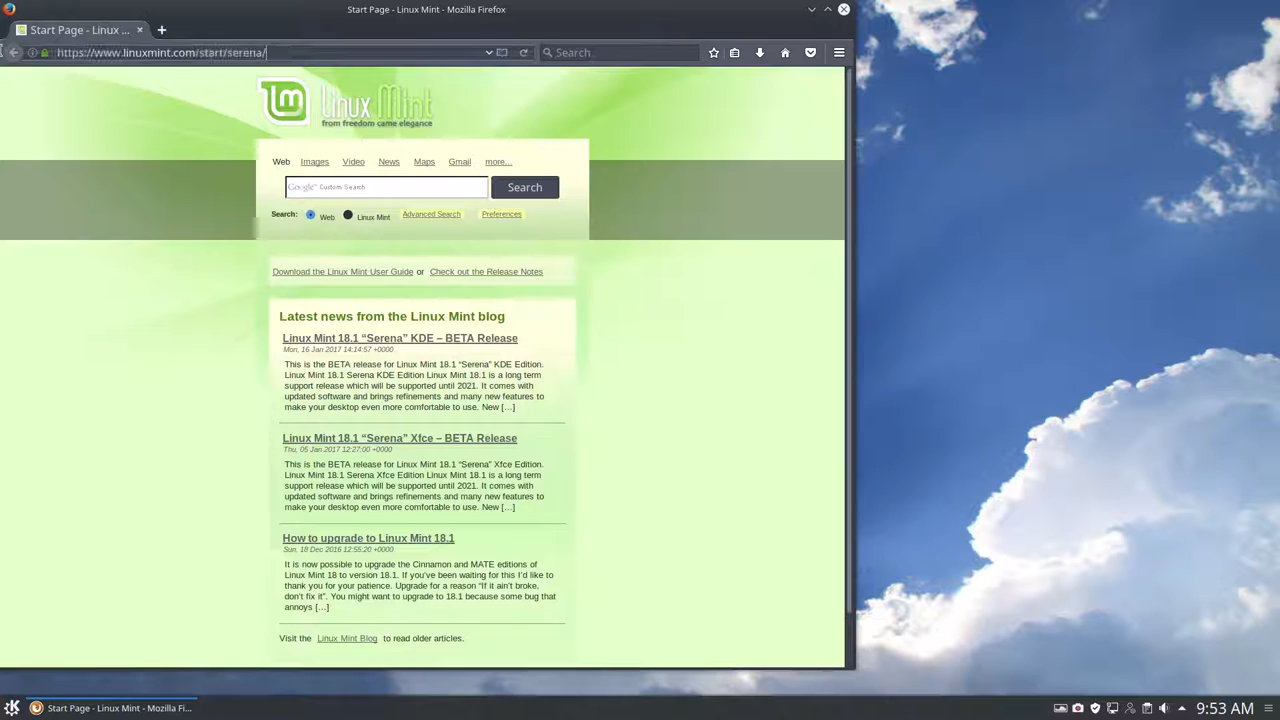 Start Page - Linux Mint - Mozilla Firefox
Start Page - Linux ...
https://www.linuxmint.com/start/serena/
Search
Linux Mint
from freedom came elegance
Web Images Video News Maps Gmail more...
Google™ Custom Search
Search
Search: Web Linux Mint Advanced Search Preferences
Download the Linux Mint User Guide or Check out the Release Notes
Latest news from the Linux Mint blog
Linux Mint 18.1 “Serena” KDE – BETA Release
Mon, 16 Jan 2017 14:14:57 +0000
This is the BETA release for Linux Mint 18.1 “Serena” KDE Edition.
Linux Mint 18.1 Serena KDE Edition Linux Mint 18.1 is a long term
support release which will be supported until 2021. It comes with
updated software and brings refinements and many new features to
make your desktop even more comfortable to use. New […]
Linux Mint 18.1 “Serena” Xfce – BETA Release
Thu, 05 Jan 2017 12:27:00 +0000
This is the BETA release for Linux Mint 18.1 “Serena” Xfce Edition.
Linux Mint 18.1 Serena Xfce Edition Linux Mint 18.1 is a long term
support release which will be supported until 2021. It comes with
updated software and brings refinements and many new features to
make your desktop even more comfortable to use. New […]
How to upgrade to Linux Mint 18.1
Sun, 18 Dec 2016 12:55:20 +0000
It is now possible to upgrade the Cinnamon and MATE editions of
Linux Mint 18 to version 18.1. If you’ve been waiting for this I’d like to
thank you for your patience. Upgrade for a reason “If it ain’t broke,
don’t fix it”. You might want to upgrade to 18.1 because some bug that
annoys […]
Visit the Linux Mint Blog to read older articles.
Start Page - Linux Mint - Mozilla Fi...
9:53 AM